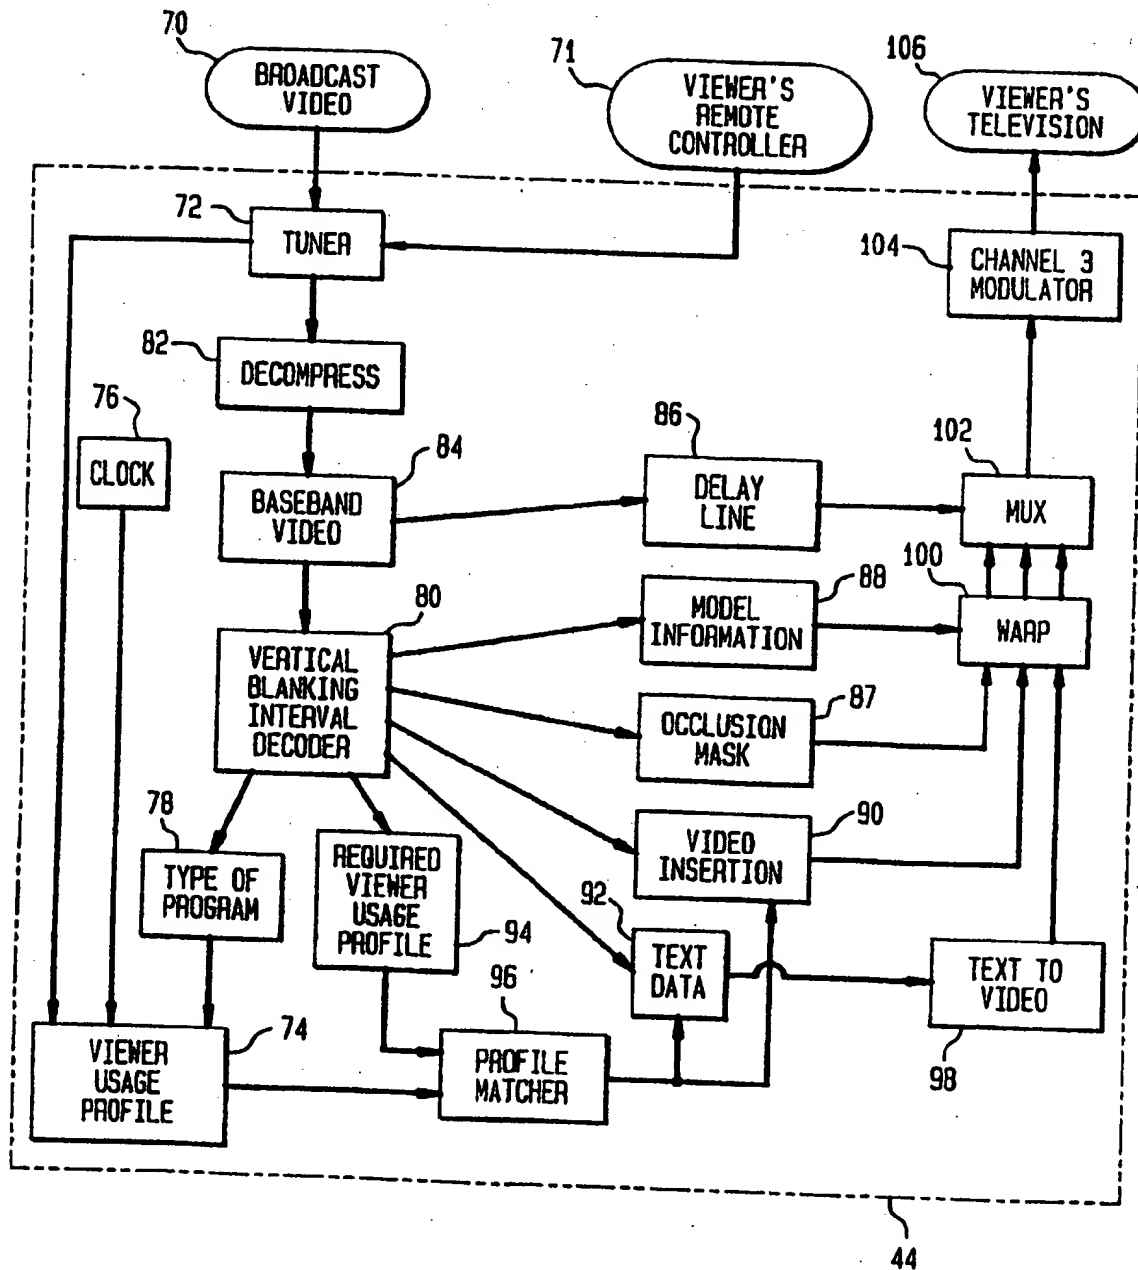 70
BROADCAST
VIDEO
71
VIEWER'S
REMOTE
CONTROLLER
106
VIEWER'S
TELEVISION
72
TUNER
104
CHANNEL 3
MODULATOR
82
DECOMPRESS
76
CLOCK
84
BASEBAND
VIDEO
86
DELAY
LINE
102
MUX
80
VERTICAL
BLANKING
INTERVAL
DECODER
88
MODEL
INFORMATION
100
WARP
87
OCCLUSION
MASK
78
TYPE OF
PROGRAM
REQUIRED
VIEWER
USAGE
PROFILE
94
90
VIDEO
INSERTION
92
TEXT
DATA
TEXT TO
VIDEO
98
74
VIEWER
USAGE
PROFILE
96
PROFILE
MATCHER
44